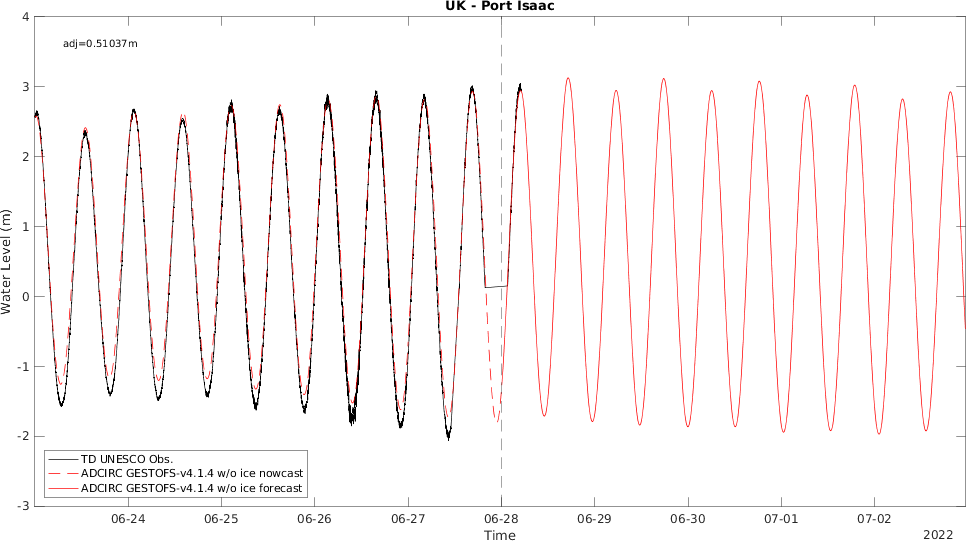 UK - Port Isaac
adj=0.51037m
4
3
2
1
0
-1
-2
-3
Water Level (m)
TD UNESCO Obs.
ADCIRC GESTOFS-v4.1.4 w/o ice nowcast
ADCIRC GESTOFS-v4.1.4 w/o ice forecast
06-24 06-25 06-26 06-27 06-28 06-29 06-30 07-01 07-02
Time
2022